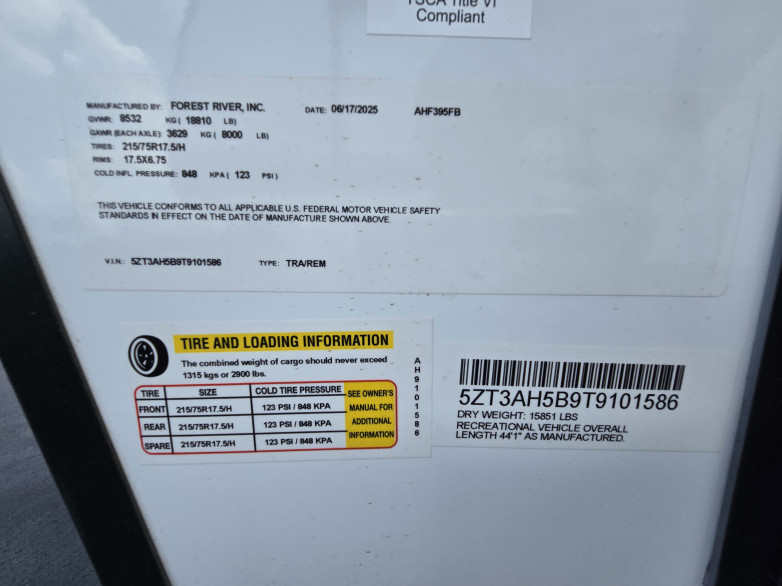 TSCA Title VI
Compliant
MANUFACTURED BY: FOREST RIVER, INC. DATE: 06/17/2025 AHF395FB
GVWR: 8532 KG ( 18810 LB)
GAWR (EACH AXLE): 3629 KG ( 8000 LB)
TIRES: 215/75R17.5/H
RIMS: 17.5X6.75
COLD INFL. PRESSURE: 848 KPA ( 123 PSI )
THIS VEHICLE CONFORMS TO ALL APPLICABLE U.S. FEDERAL MOTOR VEHICLE SAFETY
STANDARDS IN EFFECT ON THE DATE OF MANUFACTURE SHOWN ABOVE.
V.I.N.: 5ZT3AH5B9T9101586 TYPE: TRA/REM
TIRE AND LOADING INFORMATION
The combined weight of cargo should never exceed
1315 kgs or 2900 lbs.
TIRE SIZE COLD TIRE PRESSURE
FRONT 215/75R17.5/H 123 PSI / 848 KPA
REAR 215/75R17.5/H 123 PSI / 848 KPA
SPARE 215/75R17.5/H 123 PSI / 848 KPA
SEE OWNER'S
MANUAL FOR
ADDITIONAL
INFORMATION
AH9101586
5ZT3AH5B9T9101586
DRY WEIGHT: 15851 LBS
RECREATIONAL VEHICLE OVERALL
LENGTH 44'1" AS MANUFACTURED.